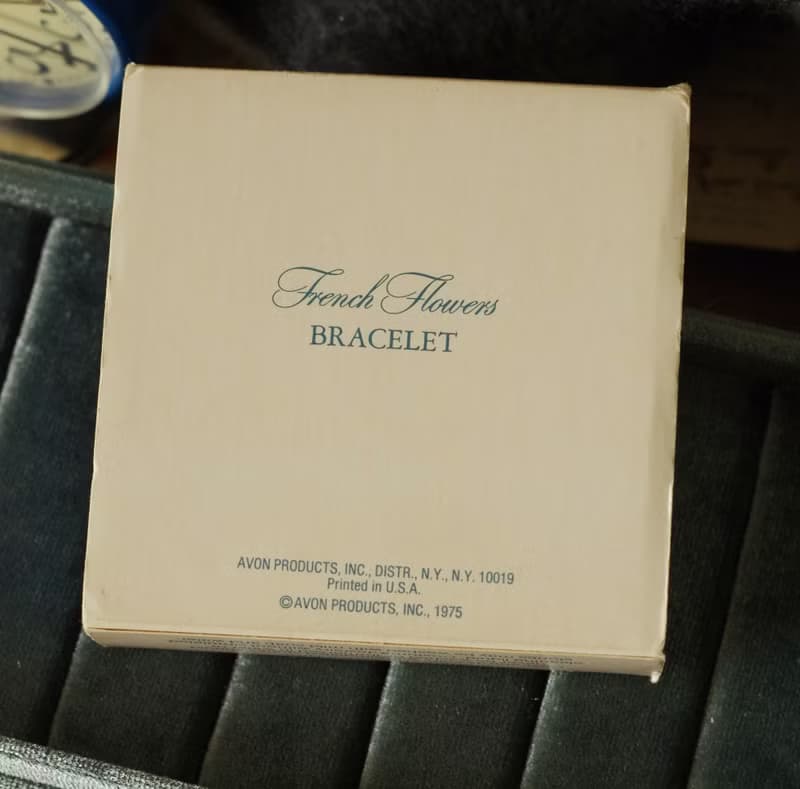 French Flowers
BRACELET
AVON PRODUCTS, INC., DISTR., N.Y., N.Y. 10019
Printed in U.S.A.
©AVON PRODUCTS, INC., 1975